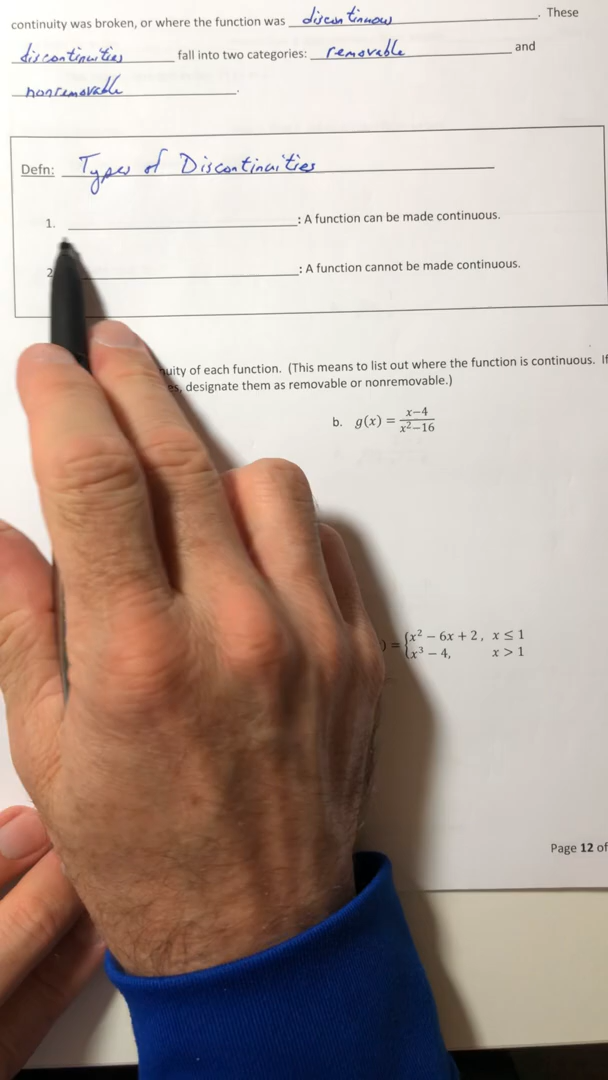 continuity was broken, or where the function was discontinuous. These
discontinuities fall into two categories: removable and
nonremovable.
Defn: Types of Discontinuities
1. : A function can be made continuous.
2 : A function cannot be made continuous.
of each function. (This means to list out where the function is continuous. If
designate them as removable or nonremovable.)
b. g(x) = x−4 / x²−16
) = { x² − 6x + 2, x ≤ 1
x³ − 4, x > 1
Page 12 of